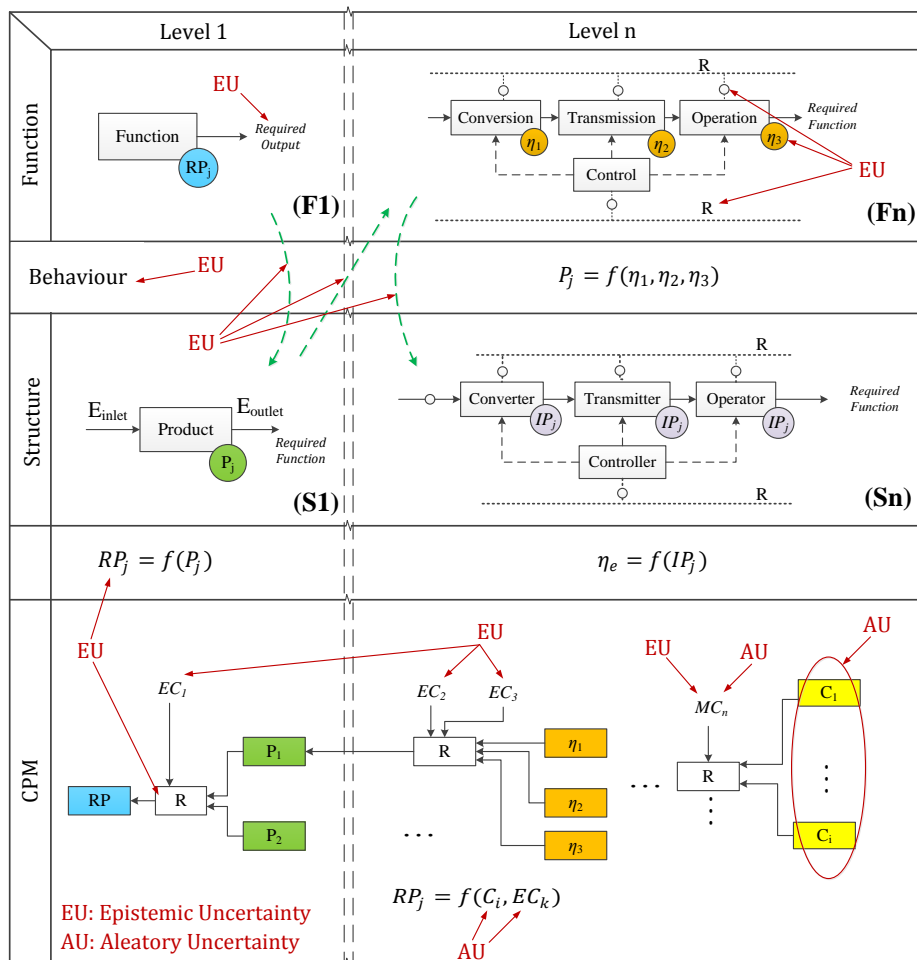 Level 1
Level n
Function
EU
Function
Required
Output
RPj
(F1)
R
Conversion
Transmission
Operation
Required
Function
η1
η2
η3
Control
EU
R
(Fn)
Behaviour
EU
Pj = f(η1, η2, η3)
Structure
EU
Einlet
Product
Eoutlet
Required
Function
Pj
(S1)
R
Converter
Transmitter
Operator
Required
Function
IPj
IPj
IPj
Controller
R
(Sn)
RPj = f(Pj)
ηe = f(IPj)
CPM
EU
EC1
EU
EC2
EC3
EU
AU
AU
MCn
C1
RP
R
P1
P2
R
η1
η2
η3
...
...
R
⋮
⋮
Ci
RPj = f(Ci, ECk)
AU
EU: Epistemic Uncertainty
AU: Aleatory Uncertainty